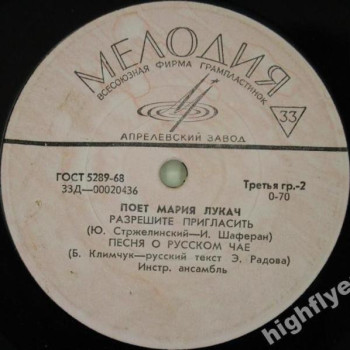 МЕЛОДИЯ
ВСЕСОЮЗНАЯ ФИРМА ГРАМПЛАСТИНОК
33
АПРЕЛЕВСКИЙ ЗАВОД
ГОСТ 5289-68
33Д—00020436
Третья гр.-2
0-70
ПОЕТ МАРИЯ ЛУКАЧ
РАЗРЕШИТЕ ПРИГЛАСИТЬ
(Ю. Стржелинский—И. Шаферан)
ПЕСНЯ О РУССКОМ ЧАЕ
(Б. Климчук—русский текст Э. Радова)
Инстр. ансамбль
highflye